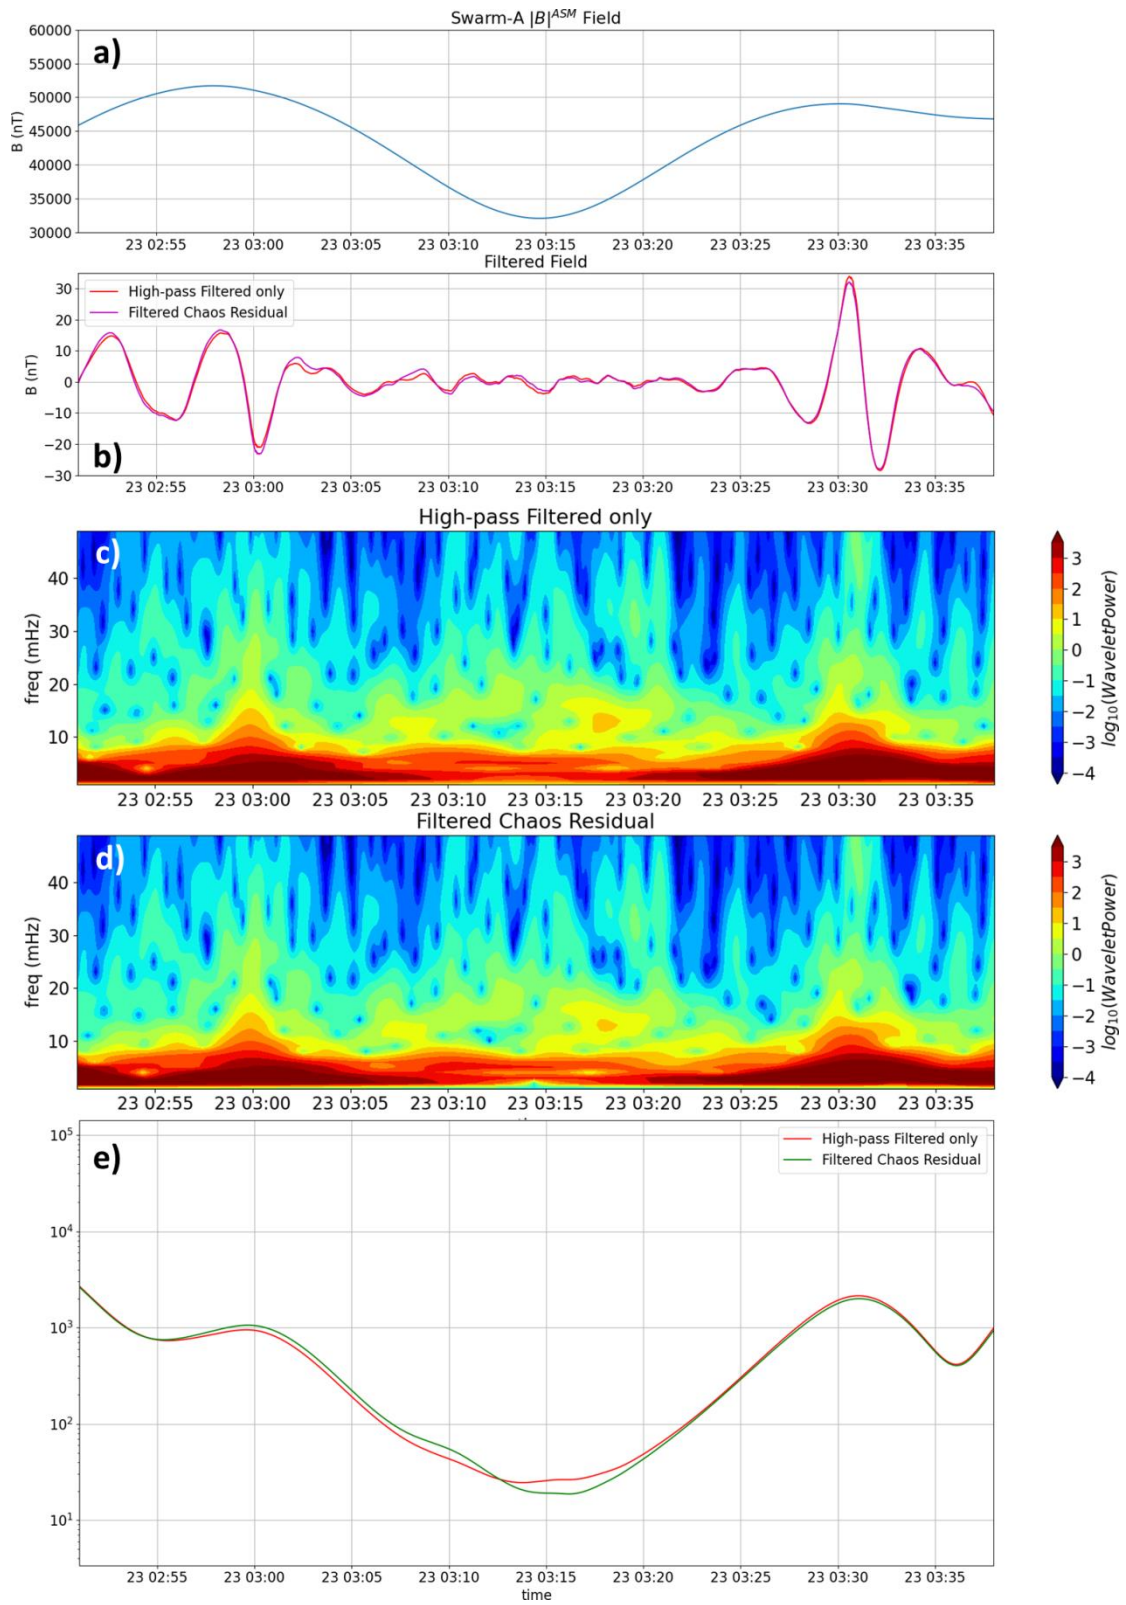 Swarm-A |B|^ASM Field
a)
60000
55000
50000
45000
40000
35000
30000
B (nT)
23 02:55 23 03:00 23 03:05 23 03:10 23 03:15 23 03:20 23 03:25 23 03:30 23 03:35
Filtered Field
High-pass Filtered only
Filtered Chaos Residual
30
20
10
0
−10
−20
−30
B (nT)
b)
23 02:55 23 03:00 23 03:05 23 03:10 23 03:15 23 03:20 23 03:25 23 03:30 23 03:35
High-pass Filtered only
c)
40
30
20
10
freq (mHz)
23 02:55 23 03:00 23 03:05 23 03:10 23 03:15 23 03:20 23 03:25 23 03:30 23 03:35
3
2
1
0
−1
−2
−3
−4
log10(WaveletPower)
Filtered Chaos Residual
d)
40
30
20
10
freq (mHz)
23 02:55 23 03:00 23 03:05 23 03:10 23 03:15 23 03:20 23 03:25 23 03:30 23 03:35
3
2
1
0
−1
−2
−3
−4
log10(WaveletPower)
e)
High-pass Filtered only
Filtered Chaos Residual
10^5
10^4
10^3
10^2
10^1
23 02:55 23 03:00 23 03:05 23 03:10 23 03:15 23 03:20 23 03:25 23 03:30 23 03:35
time